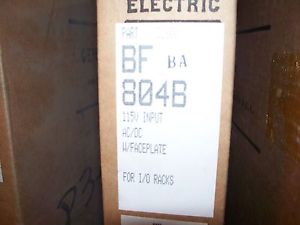 ELECTRIC
PART
BF BA
804B
115V INPUT
AC/DC
W/FACEPLATE
FOR I/O RACKS